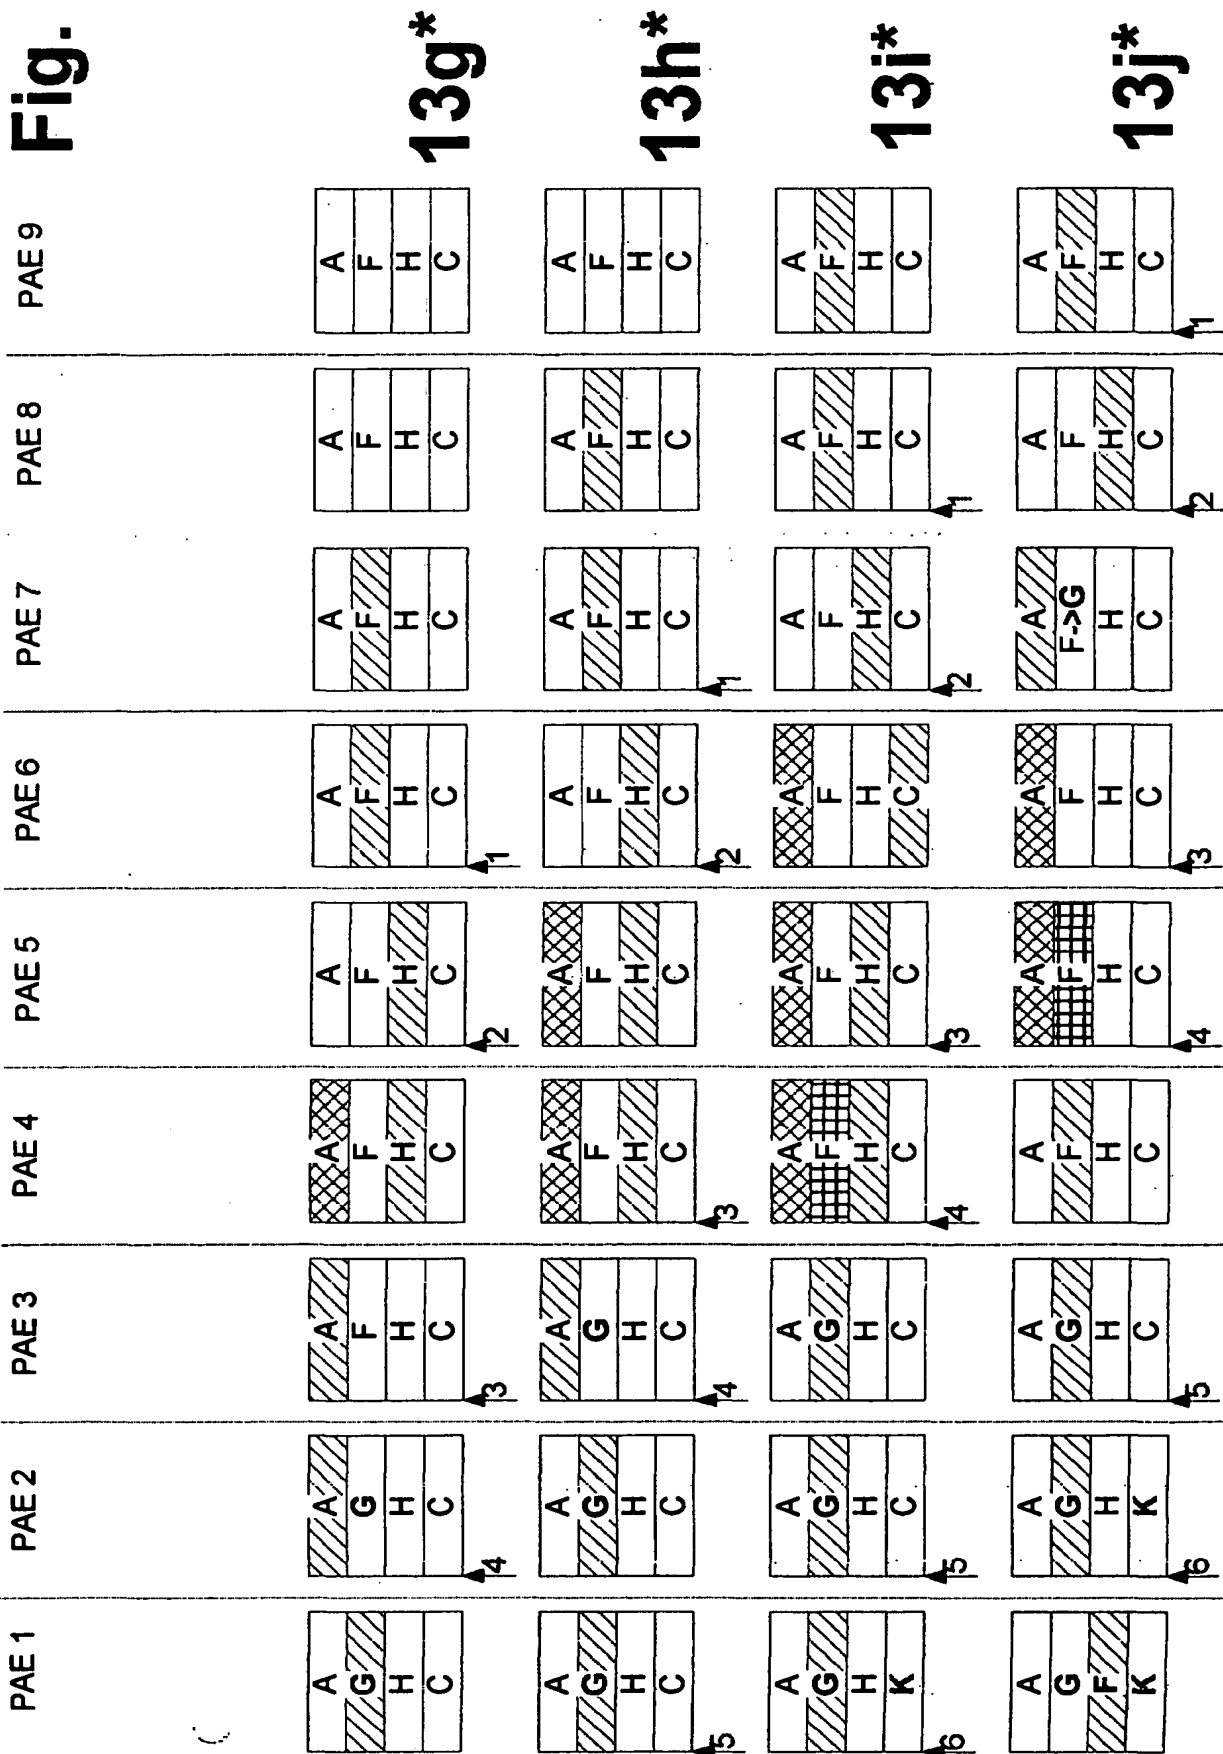 PAE 1 PAE 2 PAE 3 PAE 4 PAE 5 PAE 6 PAE 7 PAE 8 PAE 9 Fig.
A A A A A A A A A
G G F F F F F F F
H H H H H H H H H
C C C C C C C C C 13g*
4 3 2 1
A A A A A A A A A
G G G F F F F F F
H H H H H H H H H
C C C C C C C C C 13h*
5 4 3 2 1
A A A A A A A A A
G G G F F F F F F
H H H H H H H H H
K C C C C C C C C 13i*
6 5 4 3 2 1
A A A A A A A A A
G G G F F F F->G F F
F H H H H H H H H
K K C C C C C C C 13j*
6 5 4 3 2 1